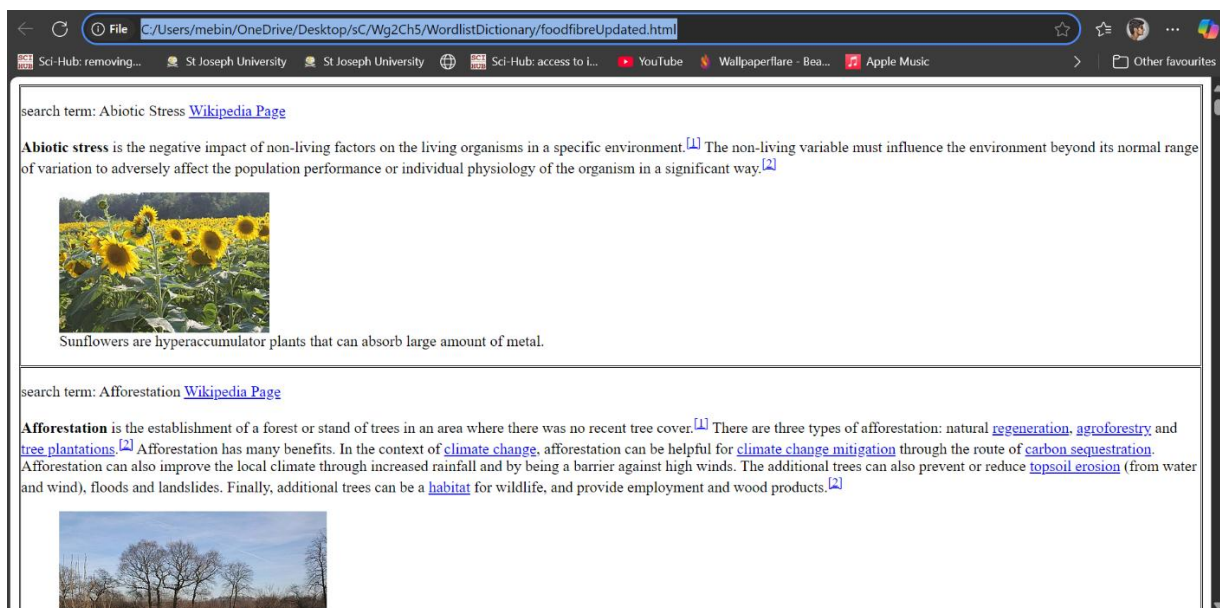 File C:/Users/mebin/OneDrive/Desktop/sC/Wg2Ch5/WordlistDictionary/foodfibreUpdated.html
SCI HUB Sci-Hub: removing... St Joseph University St Joseph University SCI HUB Sci-Hub: access to i... YouTube Wallpaperflare - Bea... Apple Music Other favourites
search term: Abiotic Stress Wikipedia Page
Abiotic stress is the negative impact of non-living factors on the living organisms in a specific environment.[1] The non-living variable must influence the environment beyond its normal range
of variation to adversely affect the population performance or individual physiology of the organism in a significant way.[2]
Sunflowers are hyperaccumulator plants that can absorb large amount of metal.
search term: Afforestation Wikipedia Page
Afforestation is the establishment of a forest or stand of trees in an area where there was no recent tree cover.[1] There are three types of afforestation: natural regeneration, agroforestry and
tree plantations.[2] Afforestation has many benefits. In the context of climate change, afforestation can be helpful for climate change mitigation through the route of carbon sequestration.
Afforestation can also improve the local climate through increased rainfall and by being a barrier against high winds. The additional trees can also prevent or reduce topsoil erosion (from water
and wind), floods and landslides. Finally, additional trees can be a habitat for wildlife, and provide employment and wood products.[2]